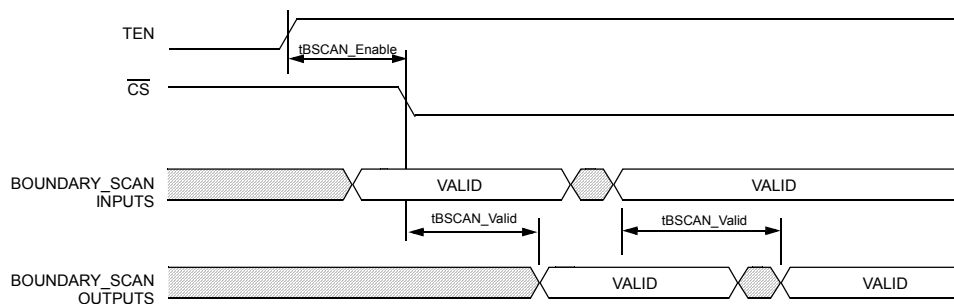 TEN
tBSCAN_Enable
CS
BOUNDARY_SCAN
INPUTS
VALID
VALID
tBSCAN_Valid
tBSCAN_Valid
BOUNDARY_SCAN
OUTPUTS
VALID
VALID